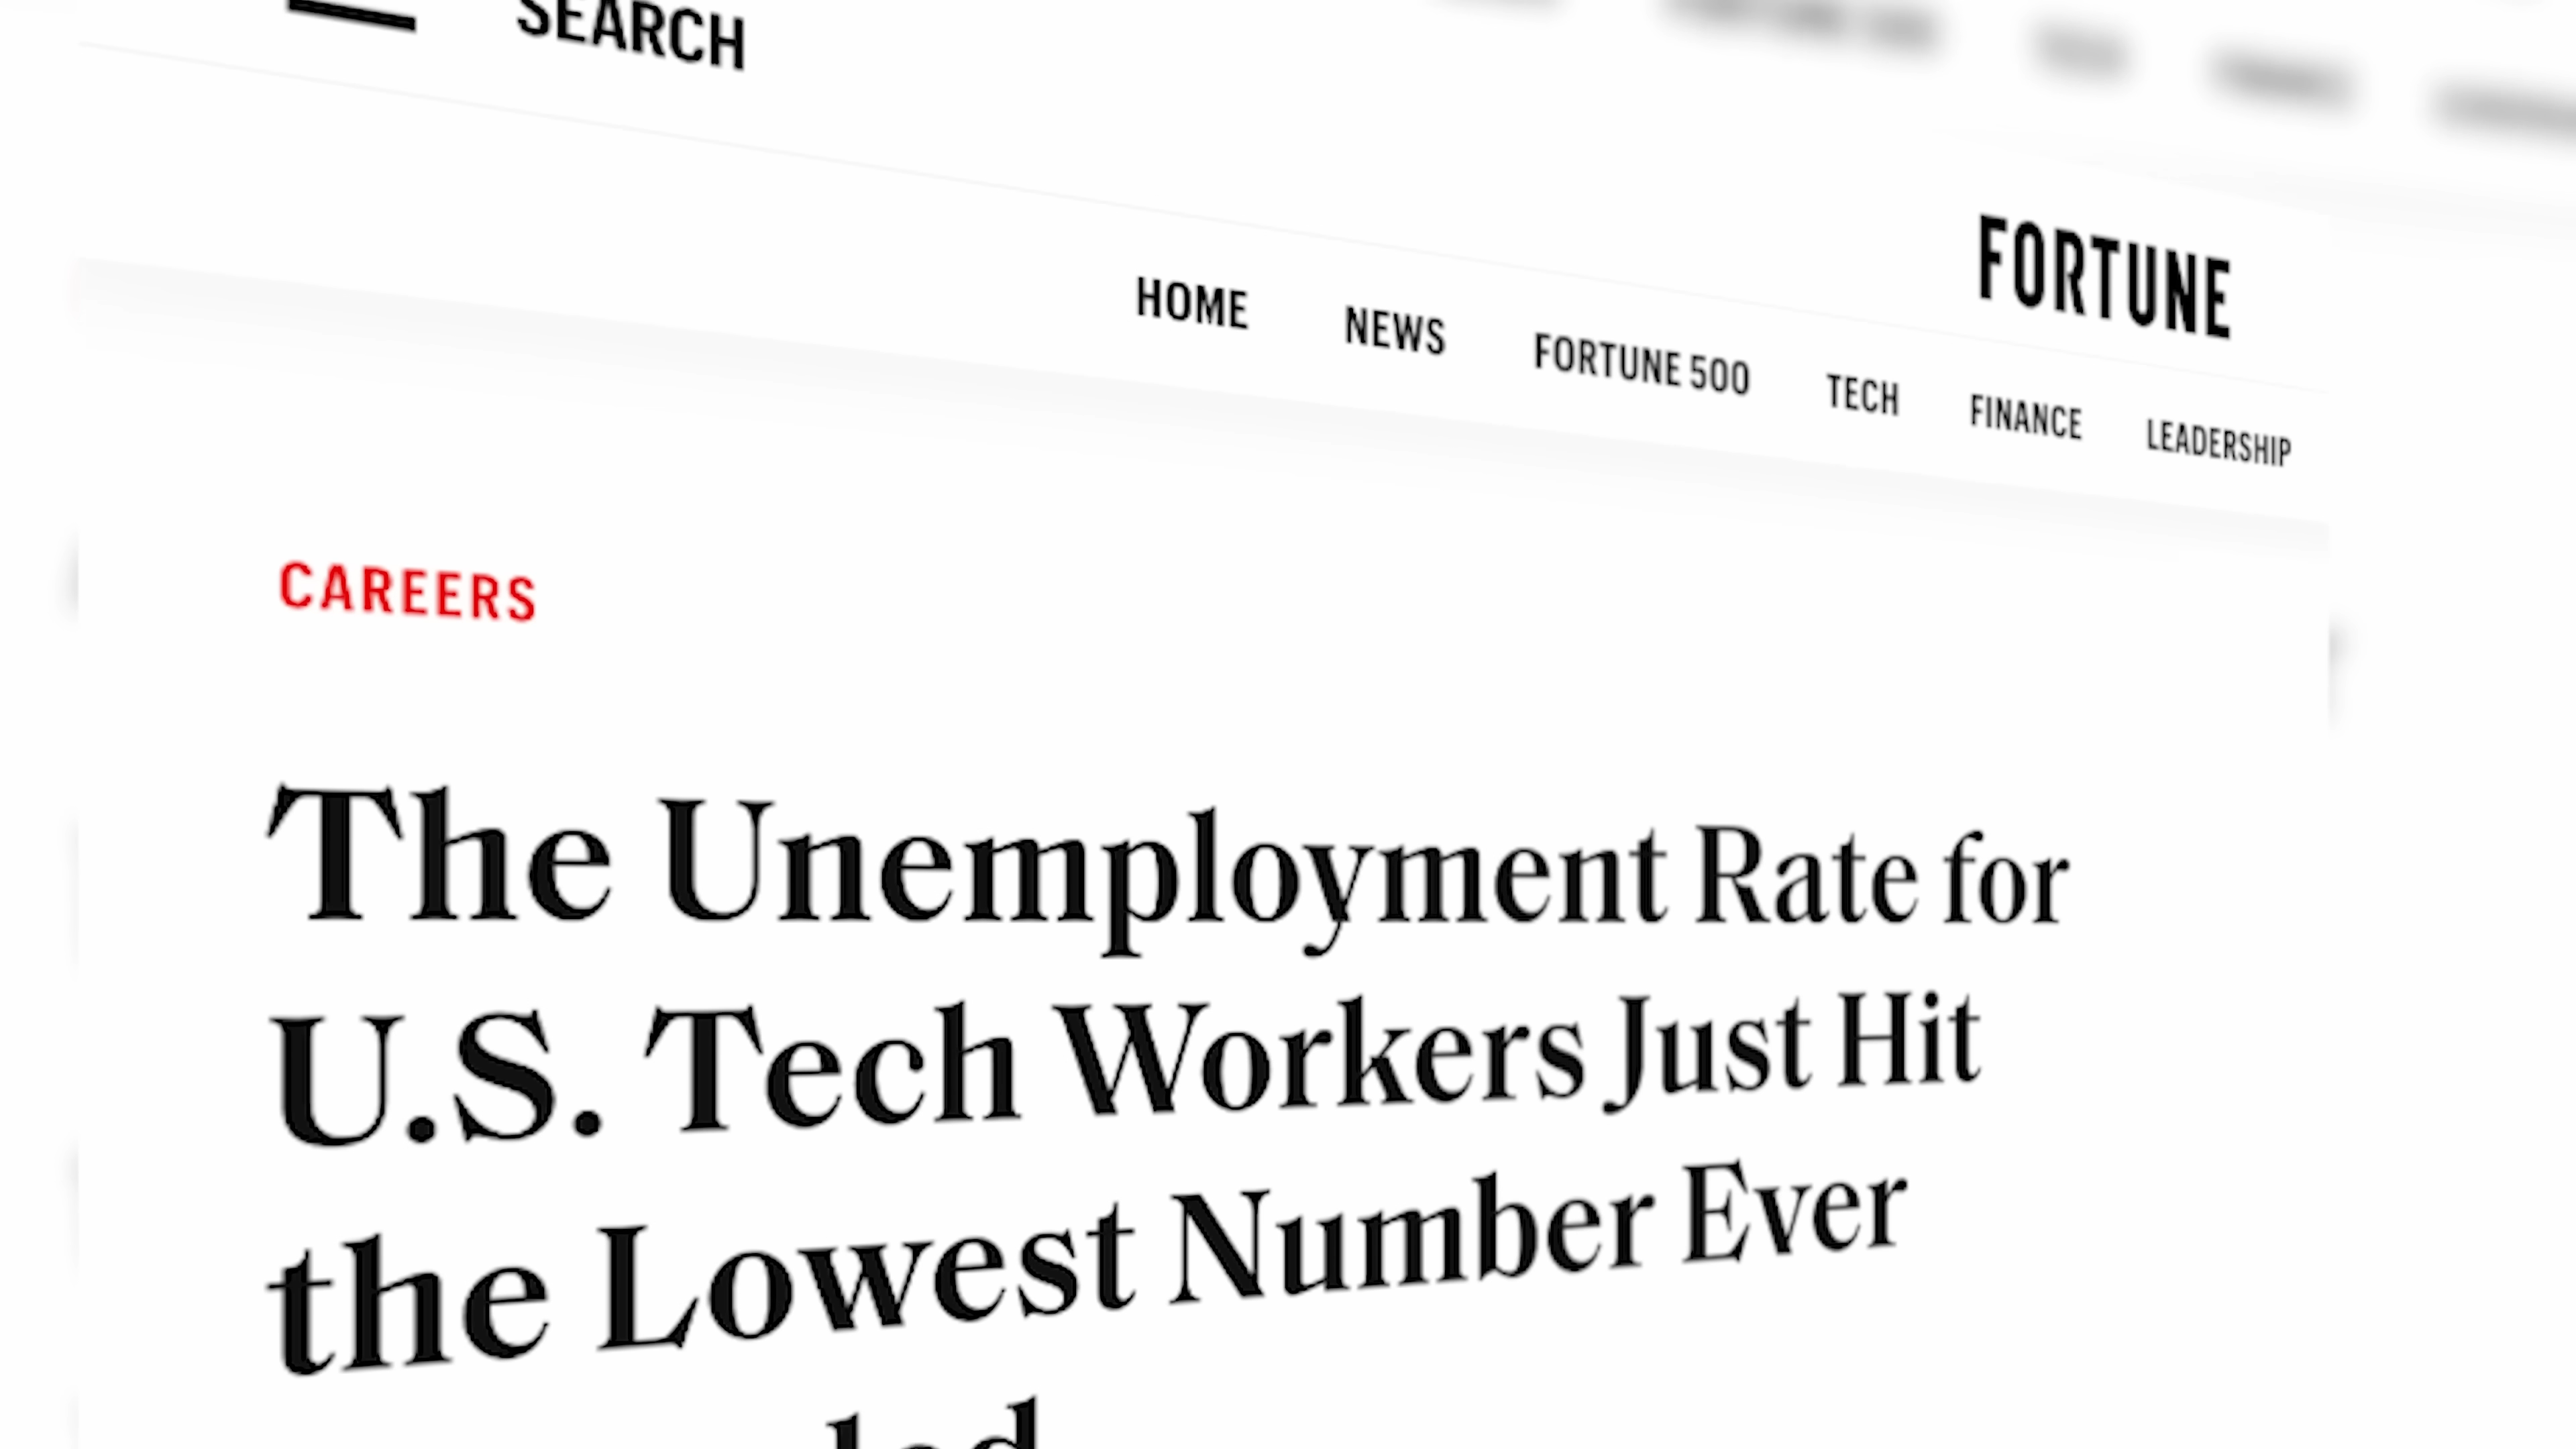 SEARCH
FORTUNE
HOME NEWS FORTUNE 500 TECH FINANCE LEADERSHIP
CAREERS
The Unemployment Rate for
U.S. Tech Workers Just Hit
the Lowest Number Ever